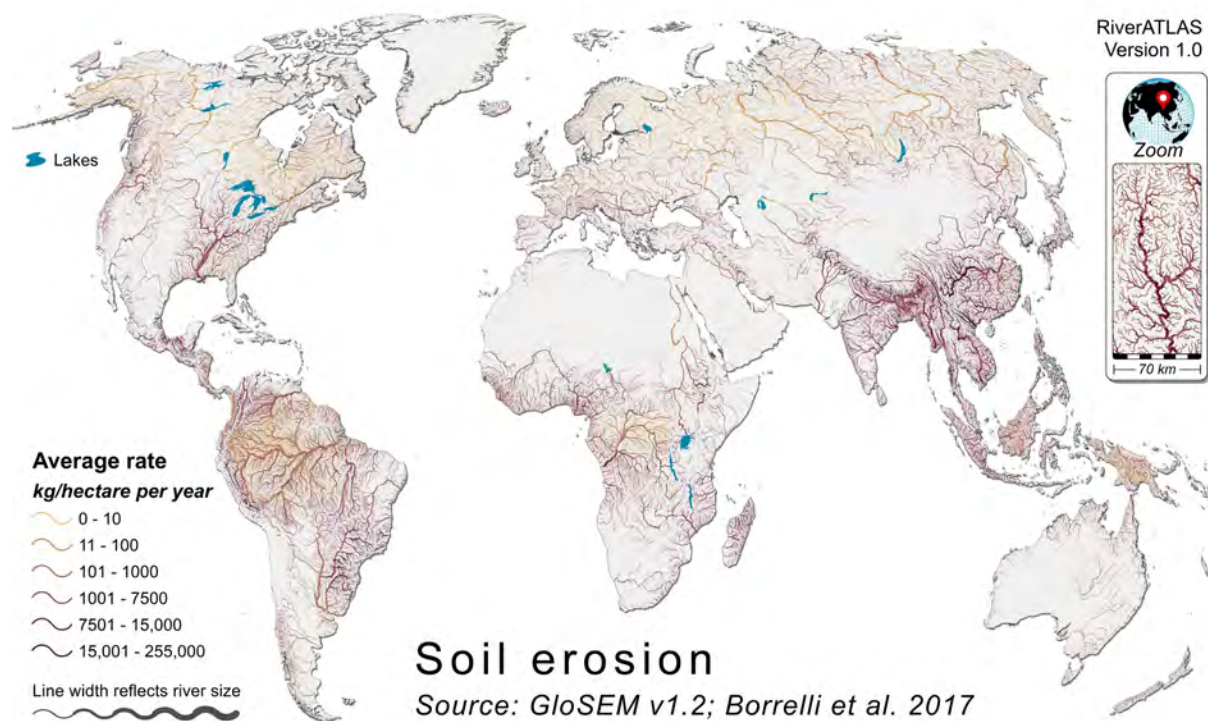 RiverATLAS
Version 1.0
Zoom
70 km
Lakes
Average rate
kg/hectare per year
0 - 10
11 - 100
101 - 1000
1001 - 7500
7501 - 15,000
15,001 - 255,000
Line width reflects river size
Soil erosion
Source: GloSEM v1.2; Borrelli et al. 2017